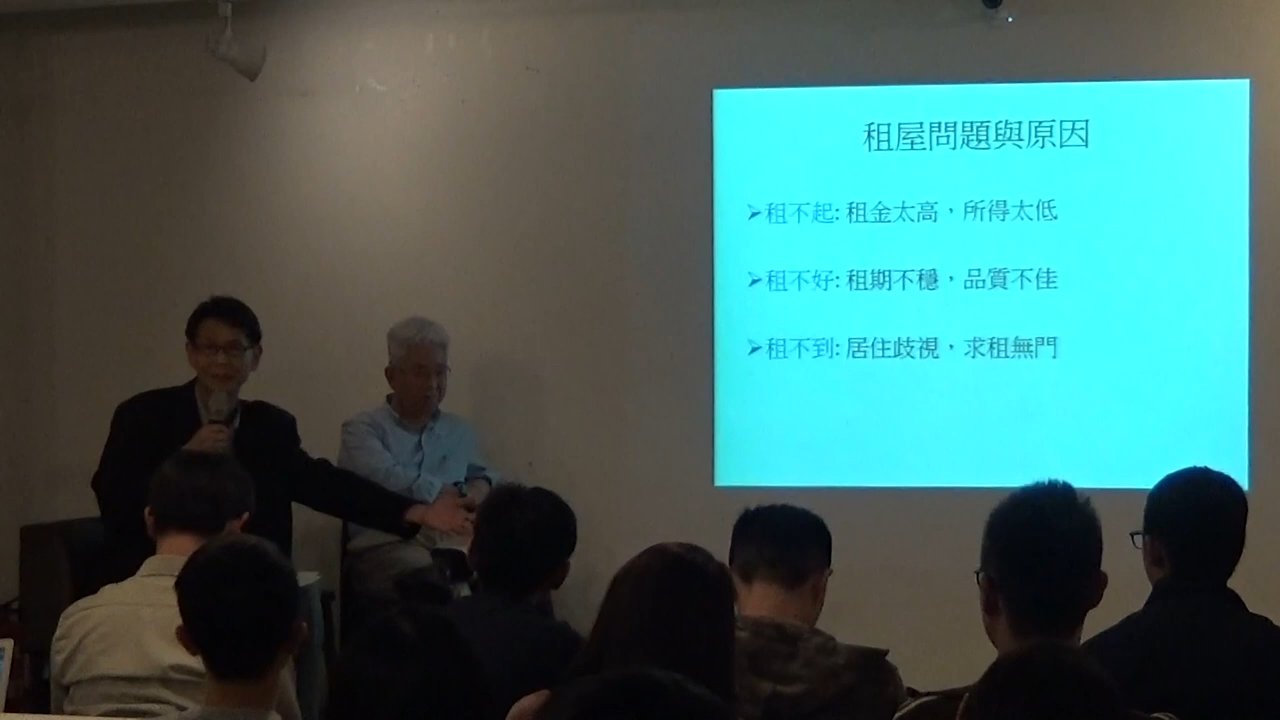 租屋問題與原因
➢租不起: 租金太高，所得太低
➢租不好: 租期不穩，品質不佳
➢租不到: 居住歧視，求租無門